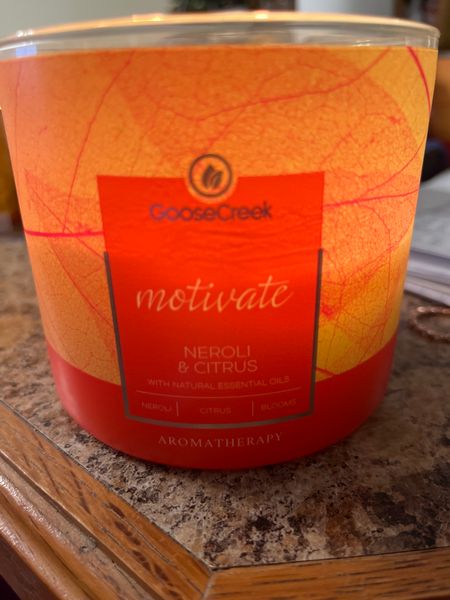 GooseCreek
motivate
NEROLI
& CITRUS
WITH NATURAL ESSENTIAL OILS
NEROLI | CITRUS | BLOOMS
AROMATHERAPY